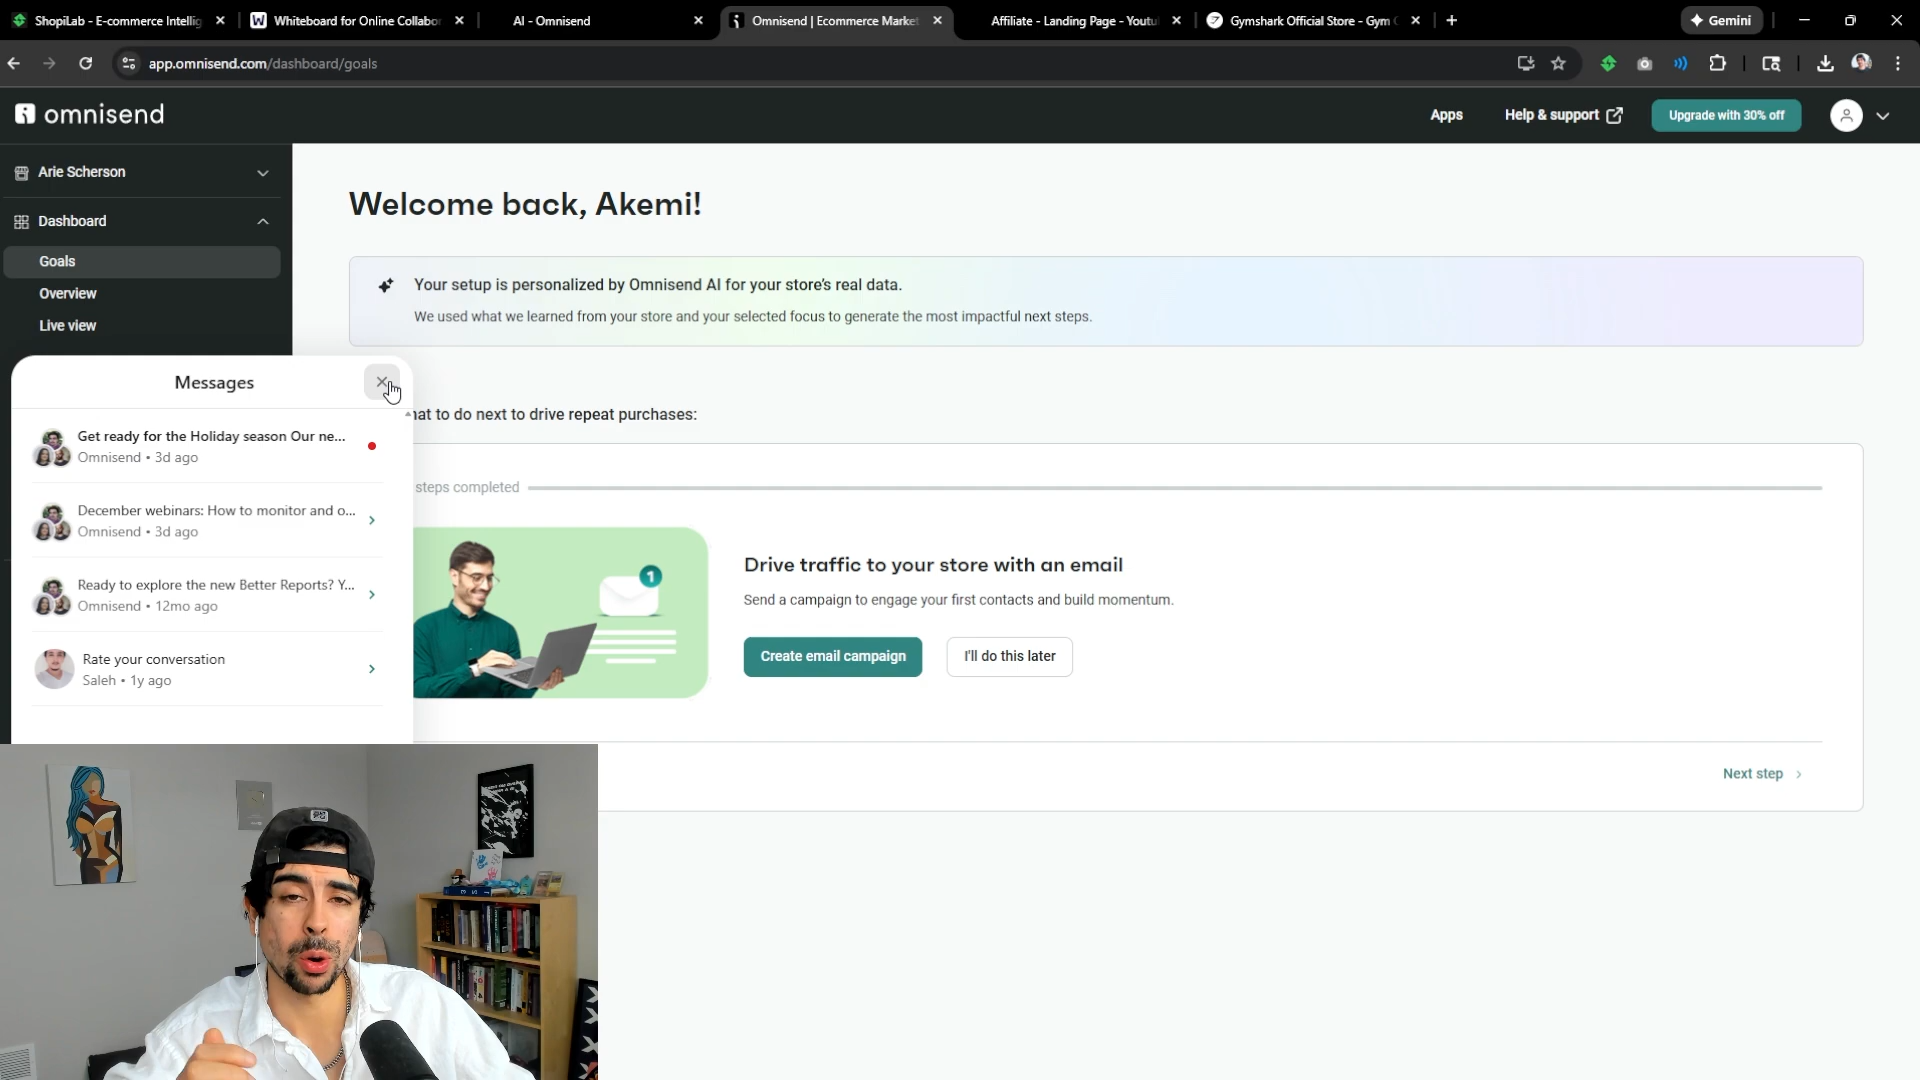 ShopiLab - E-commerce Intellig
Whiteboard for Online Collabor
AI - Omnisend
Omnisend | Ecommerce Market
Affiliate - Landing Page - Youtu
Gymshark Official Store - Gym C
Gemini
app.omnisend.com/dashboard/goals
omnisend
Apps
Help & support
Upgrade with 30% off
Arie Scherson
Dashboard
Goals
Overview
Live view
Welcome back, Akemi!
Your setup is personalized by Omnisend AI for your store's real data.
We used what we learned from your store and your selected focus to generate the most impactful next steps.
Messages
Get ready for the Holiday season Our ne...
Omnisend • 3d ago
December webinars: How to monitor and o...
Omnisend • 3d ago
Ready to explore the new Better Reports? Y...
Omnisend • 12mo ago
Rate your conversation
Saleh • 1y ago
hat to do next to drive repeat purchases:
steps completed
1
Drive traffic to your store with an email
Send a campaign to engage your first contacts and build momentum.
Create email campaign
I'll do this later
Next step